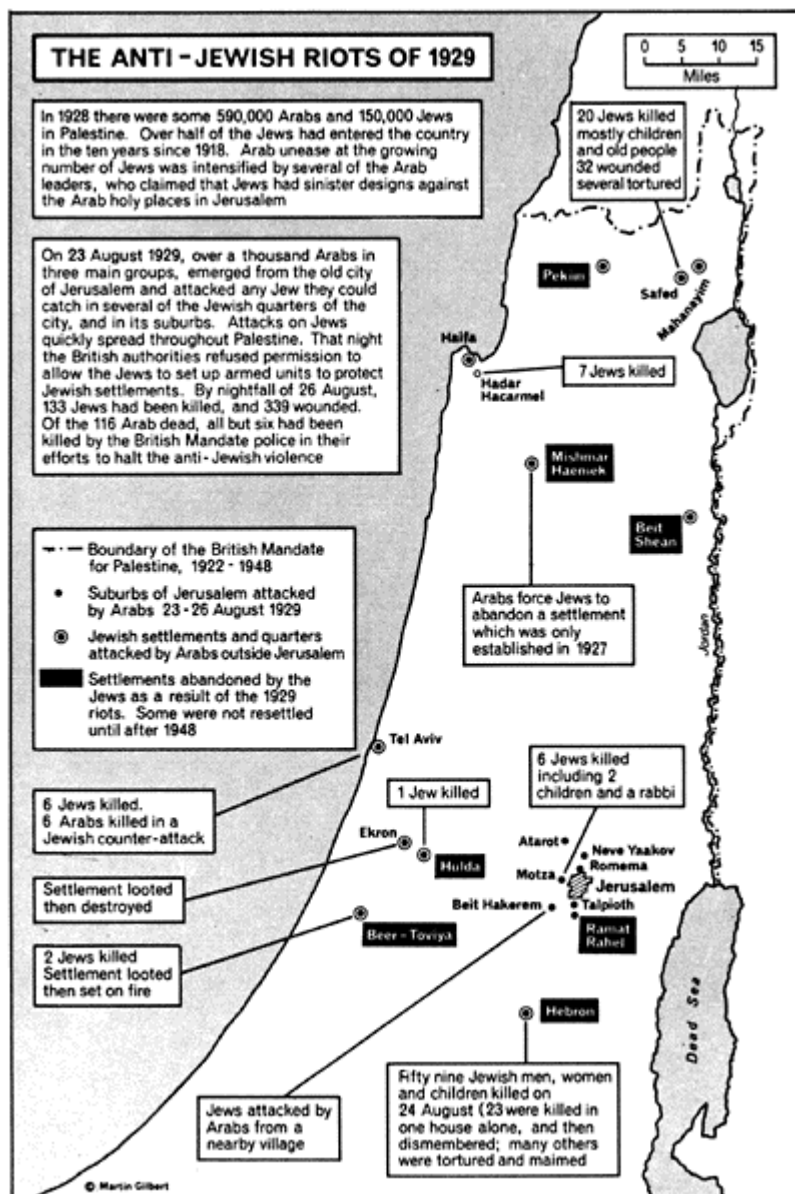 THE ANTI-JEWISH RIOTS OF 1929
0 5 10 15
Miles
In 1928 there were some 590,000 Arabs and 150,000 Jews
in Palestine. Over half of the Jews had entered the country
in the ten years since 1918. Arab unease at the growing
number of Jews was intensified by several of the Arab
leaders, who claimed that Jews had sinister designs against
the Arab holy places in Jerusalem
20 Jews killed
mostly children
and old people
32 wounded
several tortured
On 23 August 1929, over a thousand Arabs in
three main groups, emerged from the old city
of Jerusalem and attacked any Jew they could
catch in several of the Jewish quarters of the
city, and in its suburbs. Attacks on Jews
quickly spread throughout Palestine. That night
the British authorities refused permission to
allow the Jews to set up armed units to protect
Jewish settlements. By nightfall of 26 August,
133 Jews had been killed, and 339 wounded.
Of the 116 Arab dead, all but six had been
killed by the British Mandate police in their
efforts to halt the anti-Jewish violence
Pekiin
Safed
Mahanayim
Haifa
Hadar
Hacarmel
7 Jews killed
Mishmar
Haemek
Beit
Shean
Arabs force Jews to
abandon a settlement
which was only
established in 1927
Jordan
Boundary of the British Mandate
for Palestine, 1922 - 1948
Suburbs of Jerusalem attacked
by Arabs 23-26 August 1929
Jewish settlements and quarters
attacked by Arabs outside Jerusalem
Settlements abandoned by the
Jews as a result of the 1929
riots. Some were not resettled
until after 1948
Tel Aviv
6 Jews killed.
6 Arabs killed in a
Jewish counter-attack
1 Jew killed
6 Jews killed
including 2
children and a rabbi
Ekron
Hulda
Atarot
Neve Yaakov
Romema
Motza
Jerusalem
Beit Hakerem
Talpioth
Ramat
Rahel
Settlement looted
then destroyed
Beer-Toviya
2 Jews killed
Settlement looted
then set on fire
Hebron
Dead Sea
Jews attacked by
Arabs from a
nearby village
Fifty nine Jewish men, women
and children killed on
24 August (23 were killed in
one house alone, and then
dismembered; many others
were tortured and maimed
© Martin Gilbert